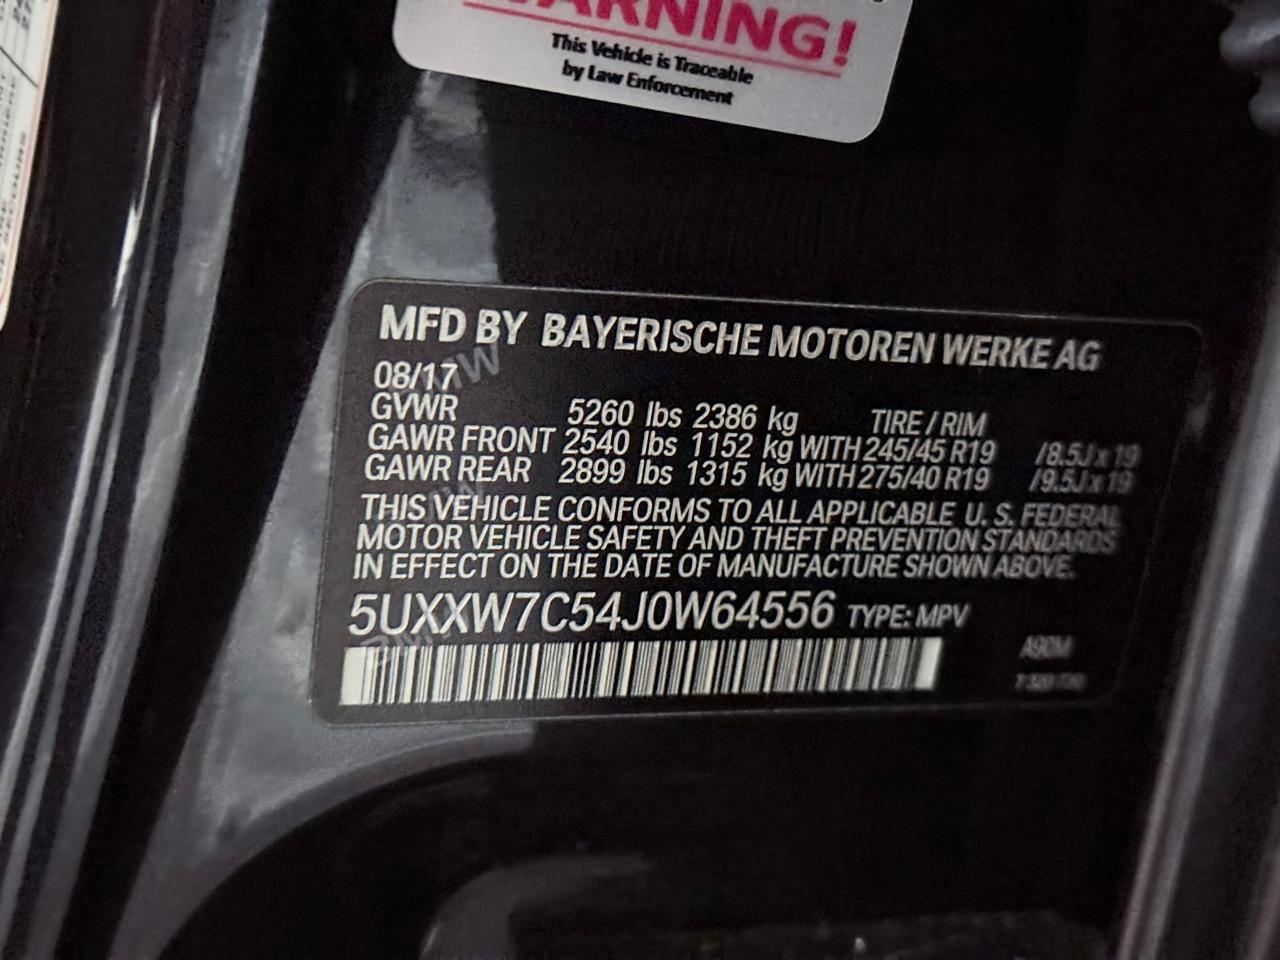 WARNING!
This Vehicle is Traceable
by Law Enforcement
MFD BY BAYERISCHE MOTOREN WERKE AG
08/17
GVWR 5260 lbs 2386 kg TIRE / RIM
GAWR FRONT 2540 lbs 1152 kg WITH 245/45 R19 /8.5J x 19
GAWR REAR 2899 lbs 1315 kg WITH 275/40 R19 /9.5J x 19
THIS VEHICLE CONFORMS TO ALL APPLICABLE U. S. FEDERAL
MOTOR VEHICLE SAFETY AND THEFT PREVENTION STANDARDS
IN EFFECT ON THE DATE OF MANUFACTURE SHOWN ABOVE.
5UXXW7C54J0W64556 TYPE: MPV
A90M